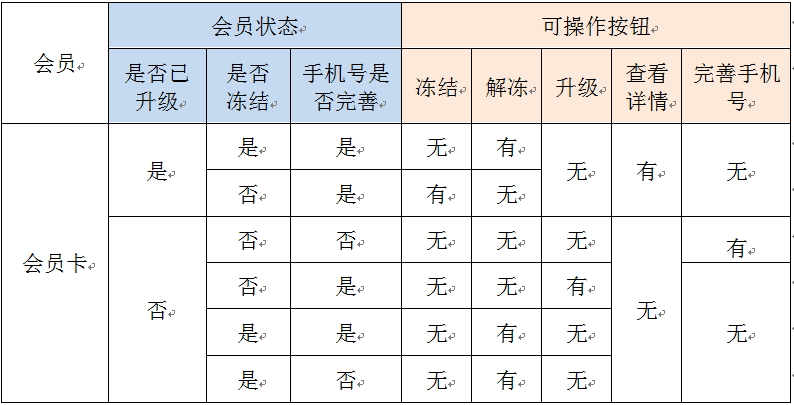 会员 会员状态 可操作按钮
是否已升级 是否冻结 手机号是否完善 冻结 解冻 升级 查看详情 完善手机号
会员卡 是 是 是 无 有 无 有 无
否 是 有 无
否 否 否 无 无 无 无 有
否 是 无 无 有 无
是 是 无 有 无
是 否 无 有 无